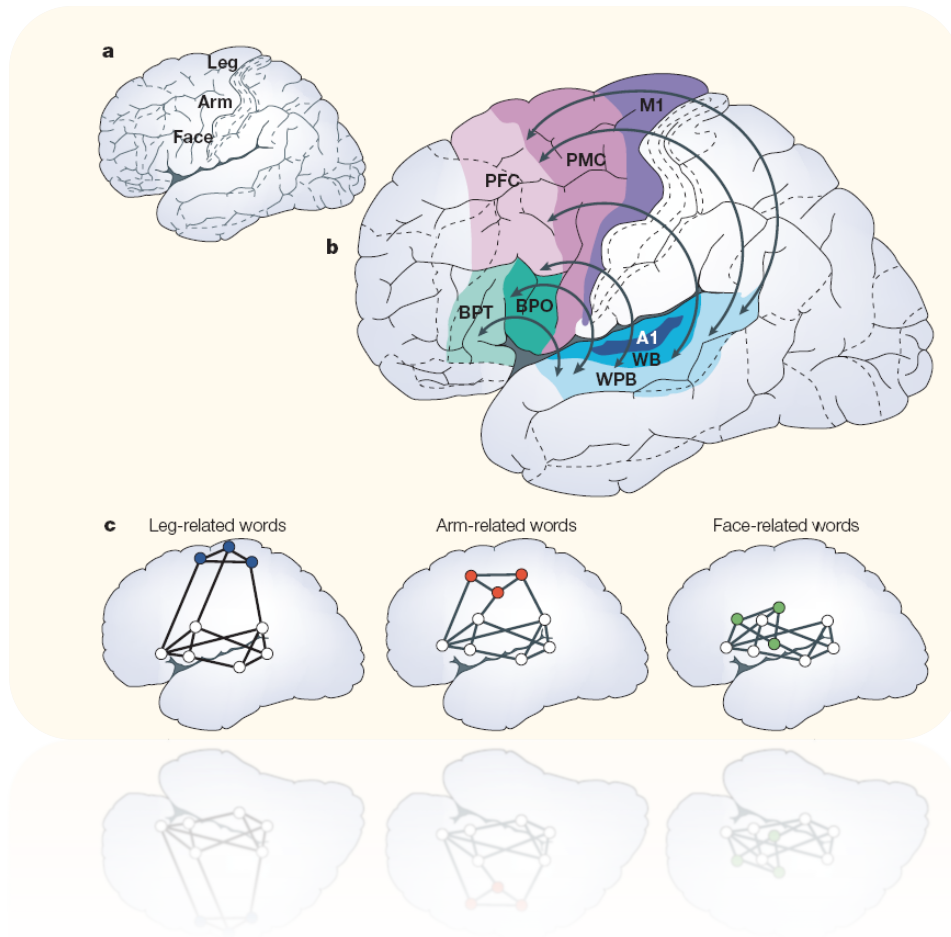 a
Leg
Arm
Face
b
M1
PMC
PFC
BPT
BPO
A1
WB
WPB
c
Leg-related words
Arm-related words
Face-related words